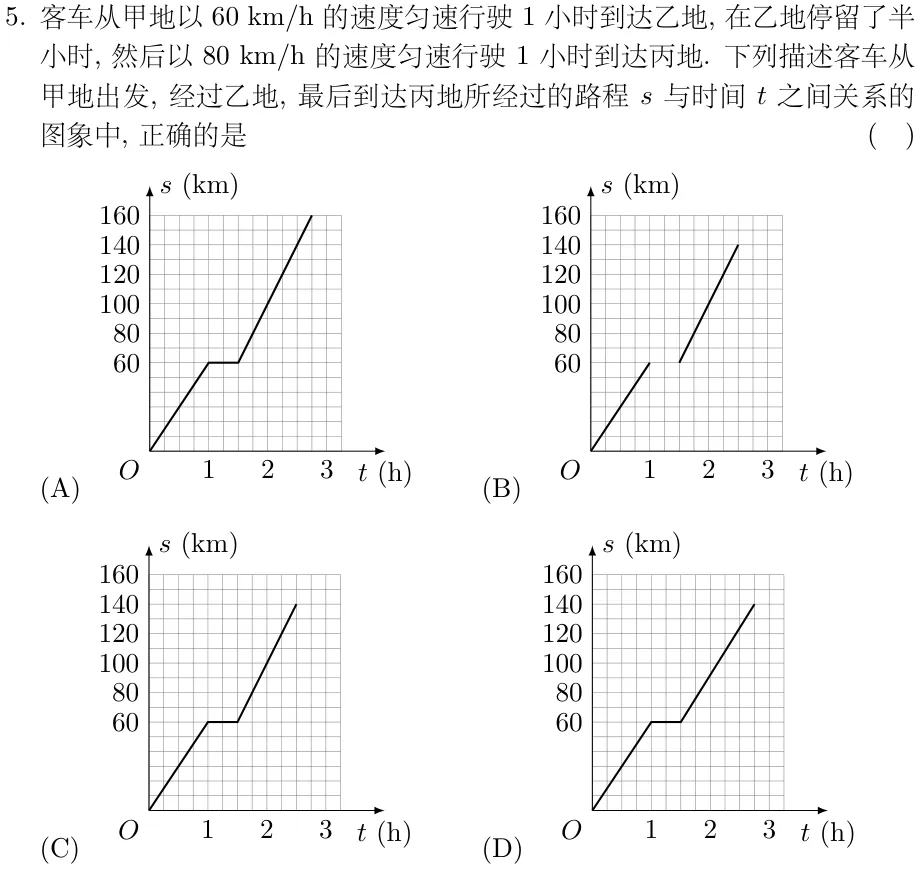 5. 客车从甲地以 60 km/h 的速度匀速行驶 1 小时到达乙地, 在乙地停留了半
小时, 然后以 80 km/h 的速度匀速行驶 1 小时到达丙地. 下列描述客车从
甲地出发, 经过乙地, 最后到达丙地所经过的路程 s 与时间 t 之间关系的
图象中, 正确的是 ( )
s (km)
160
140
120
100
80
60
O 1 2 3 t (h)
(A)
s (km)
160
140
120
100
80
60
O 1 2 3 t (h)
(B)
s (km)
160
140
120
100
80
60
O 1 2 3 t (h)
(C)
s (km)
160
140
120
100
80
60
O 1 2 3 t (h)
(D)